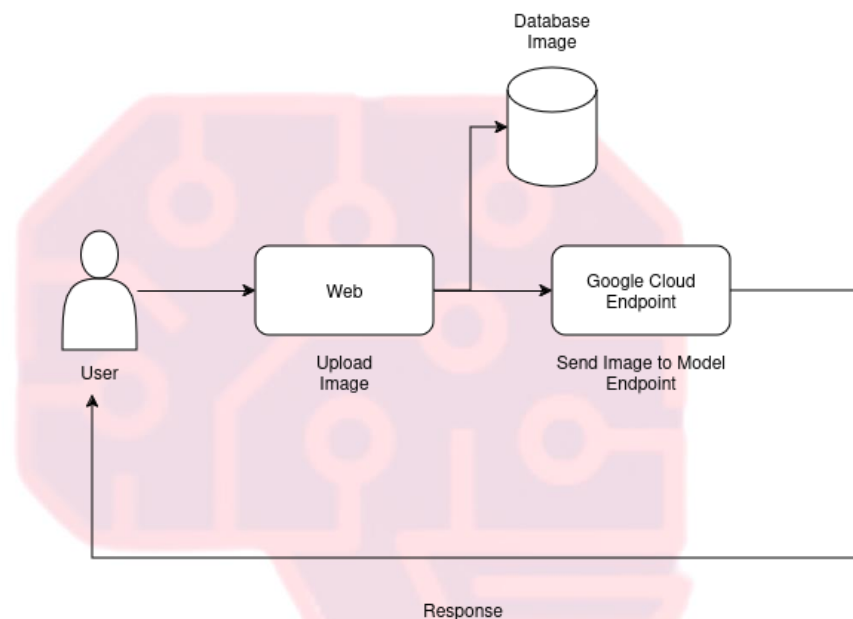 Database
Image
Web
Google Cloud
Endpoint
User
Upload
Image
Send Image to Model
Endpoint
Response